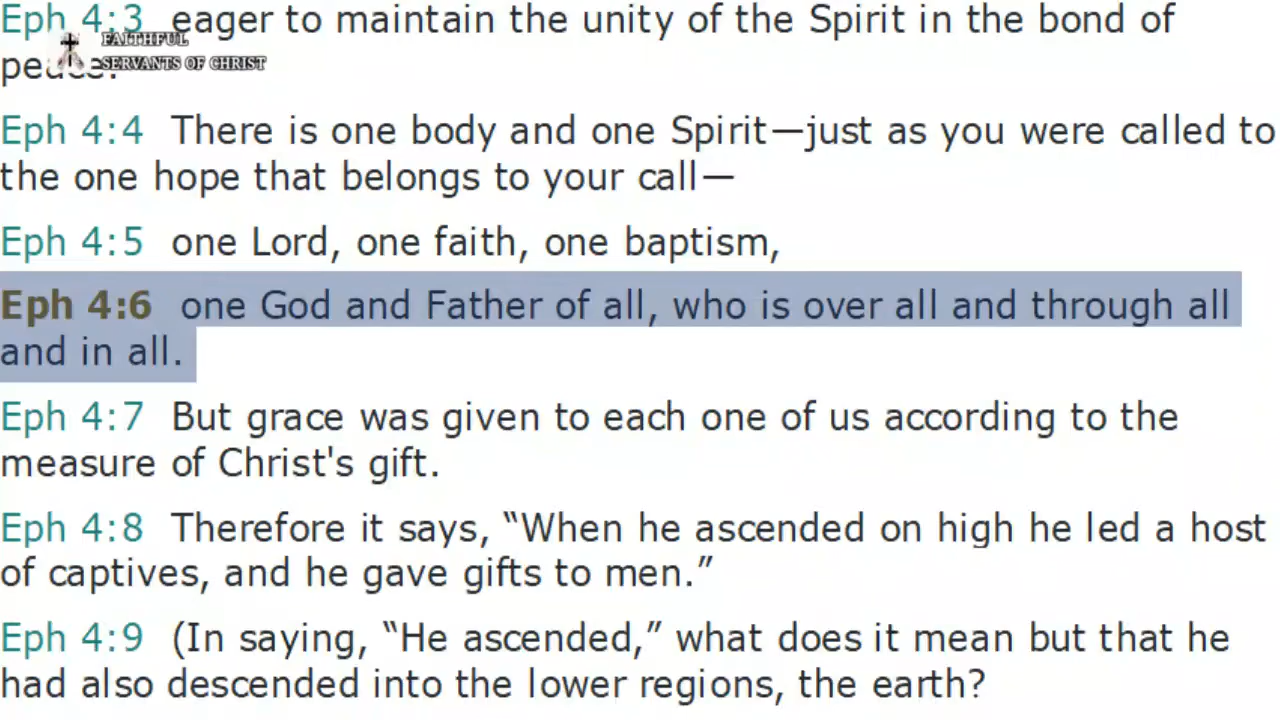 Eph 4:3 eager to maintain the unity of the Spirit in the bond of
peace.
FAITHFUL
SERVANTS OF CHRIST
Eph 4:4 There is one body and one Spirit—just as you were called to
the one hope that belongs to your call—
Eph 4:5 one Lord, one faith, one baptism,
Eph 4:6 one God and Father of all, who is over all and through all
and in all.
Eph 4:7 But grace was given to each one of us according to the
measure of Christ's gift.
Eph 4:8 Therefore it says, “When he ascended on high he led a host
of captives, and he gave gifts to men.”
Eph 4:9 (In saying, “He ascended,” what does it mean but that he
had also descended into the lower regions, the earth?